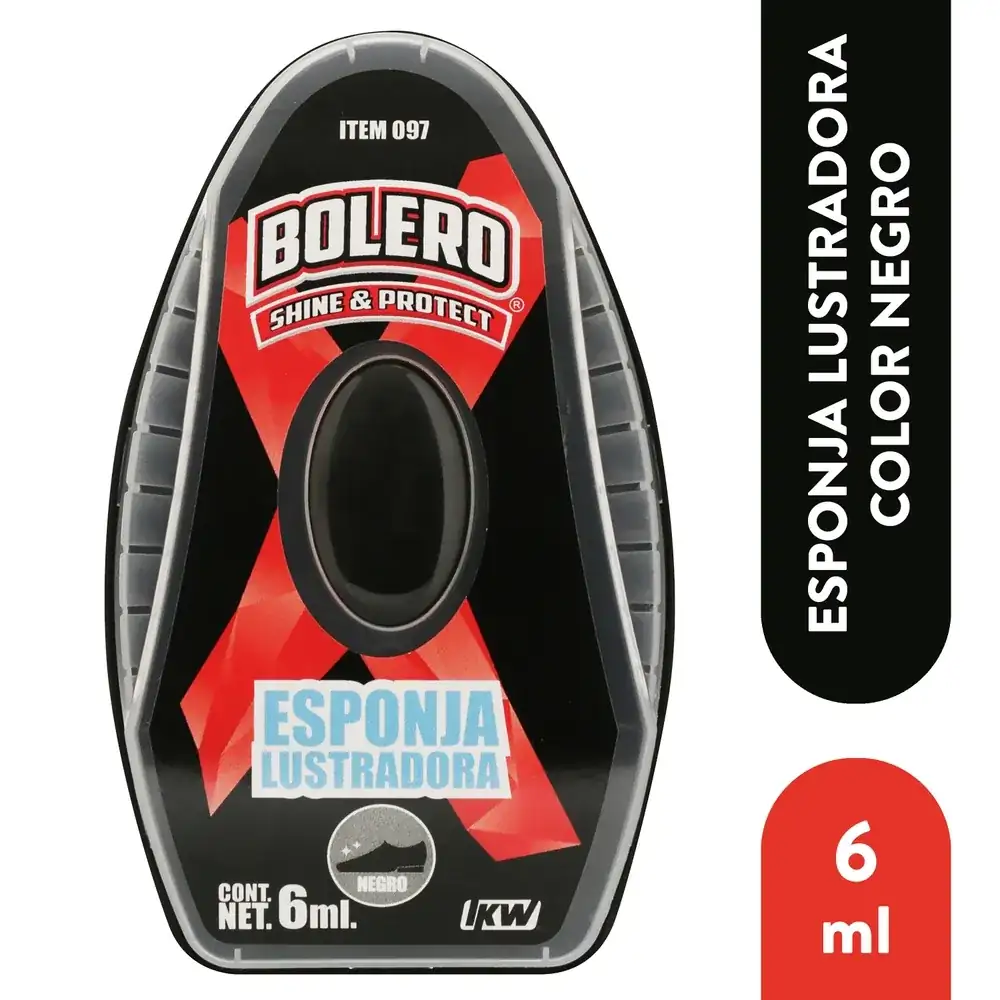 ITEM 097
BOLERO
SHINE & PROTECT
®
ESPONJA
LUSTRADORA
NEGRO
CONT.
NET. 6ml.
KW
ESPONJA LUSTRADORA
COLOR NEGRO
6
ml